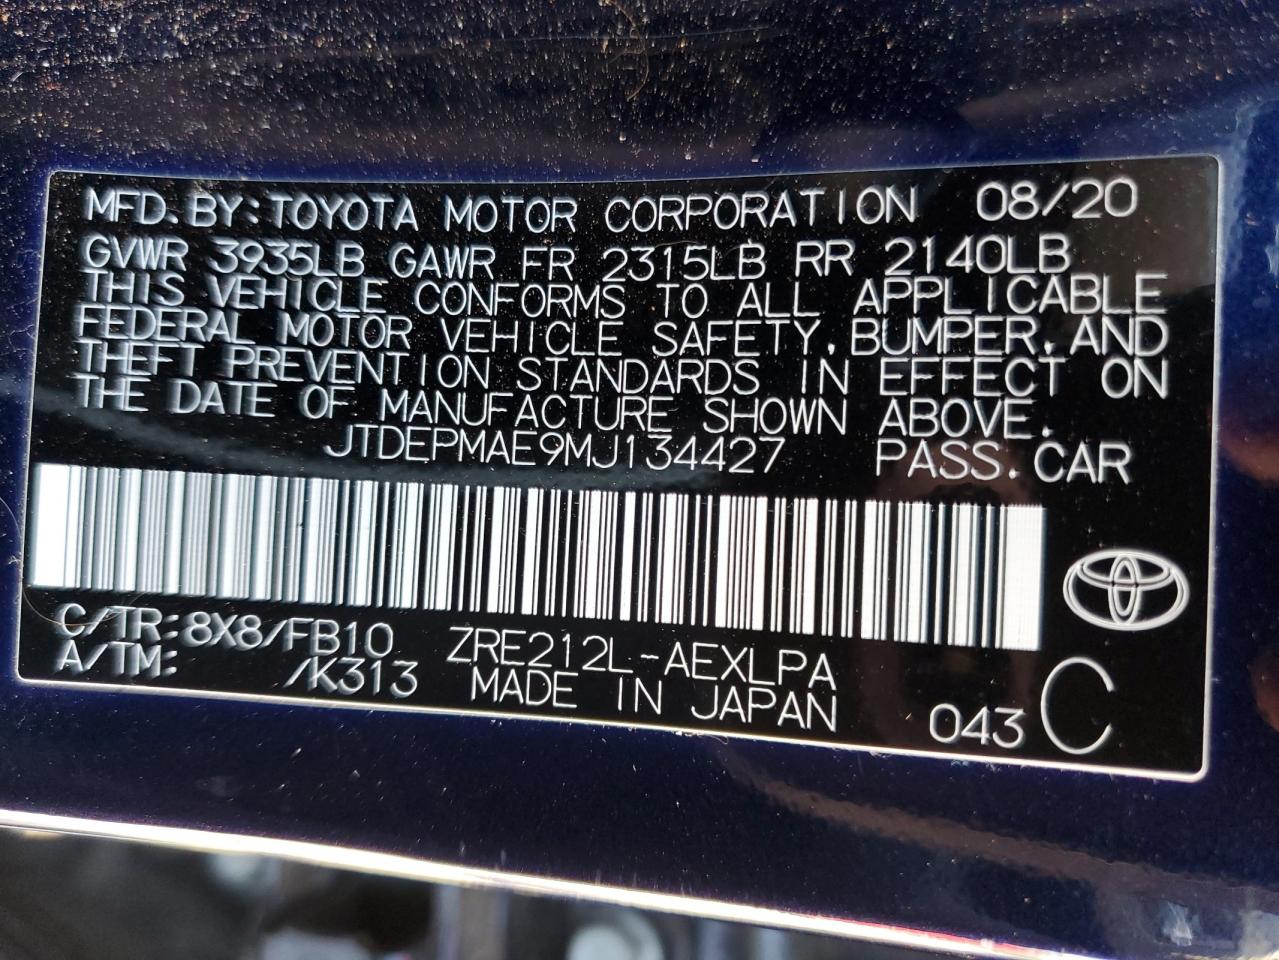 MFD. BY: TOYOTA MOTOR CORPORATION 08/20
GVWR 3935LB GAWR FR 2315LB RR 2140LB
THIS VEHICLE CONFORMS TO ALL APPLICABLE
FEDERAL MOTOR VEHICLE SAFETY, BUMPER, AND
THEFT PREVENTION STANDARDS IN EFFECT ON
THE DATE OF MANUFACTURE SHOWN ABOVE.
JTDEPMAE9MJ134427 PASS. CAR
C/TR: 8X8/FB10 ZRE212L-AEXLPA
A/TM: /K313 MADE IN JAPAN 043 C